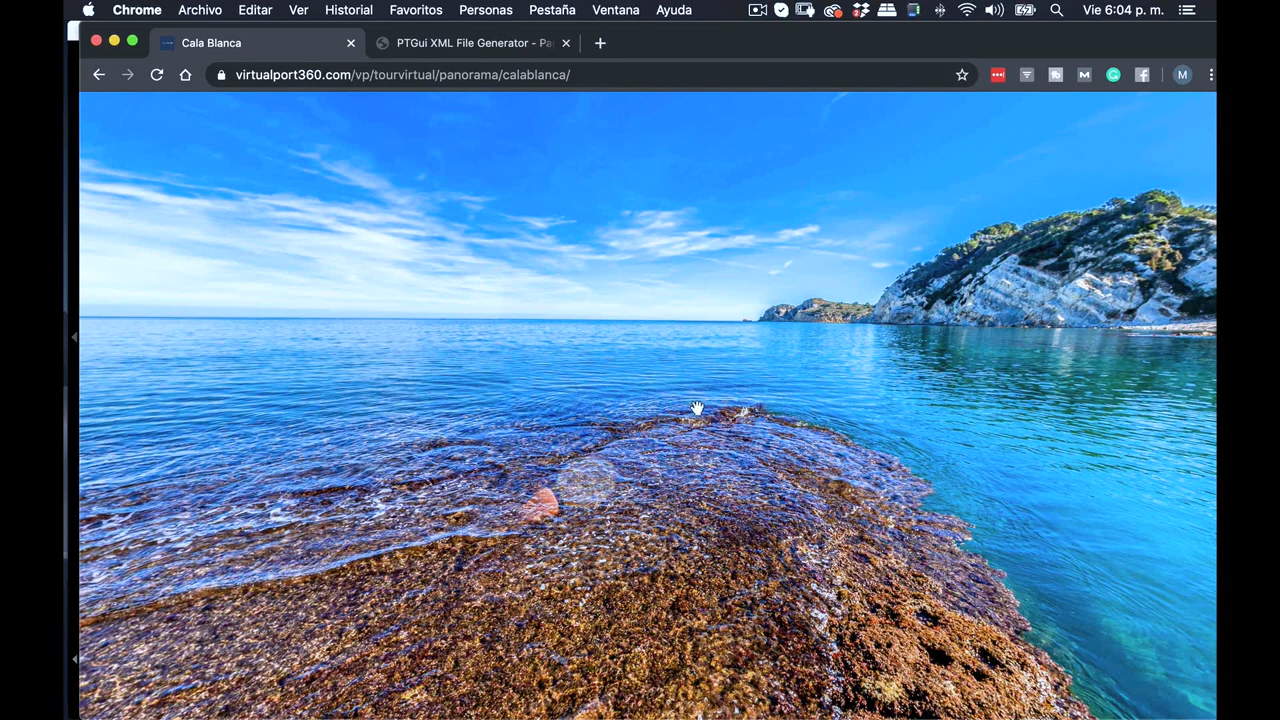 Chrome Archivo Editar Ver Historial Favoritos Personas Pestaña Ventana Ayuda Vie 6:04 p. m.
Cala Blanca PTGui XML File Generator - Pa
virtualport360.com/vp/tourvirtual/panorama/calablanca/ M